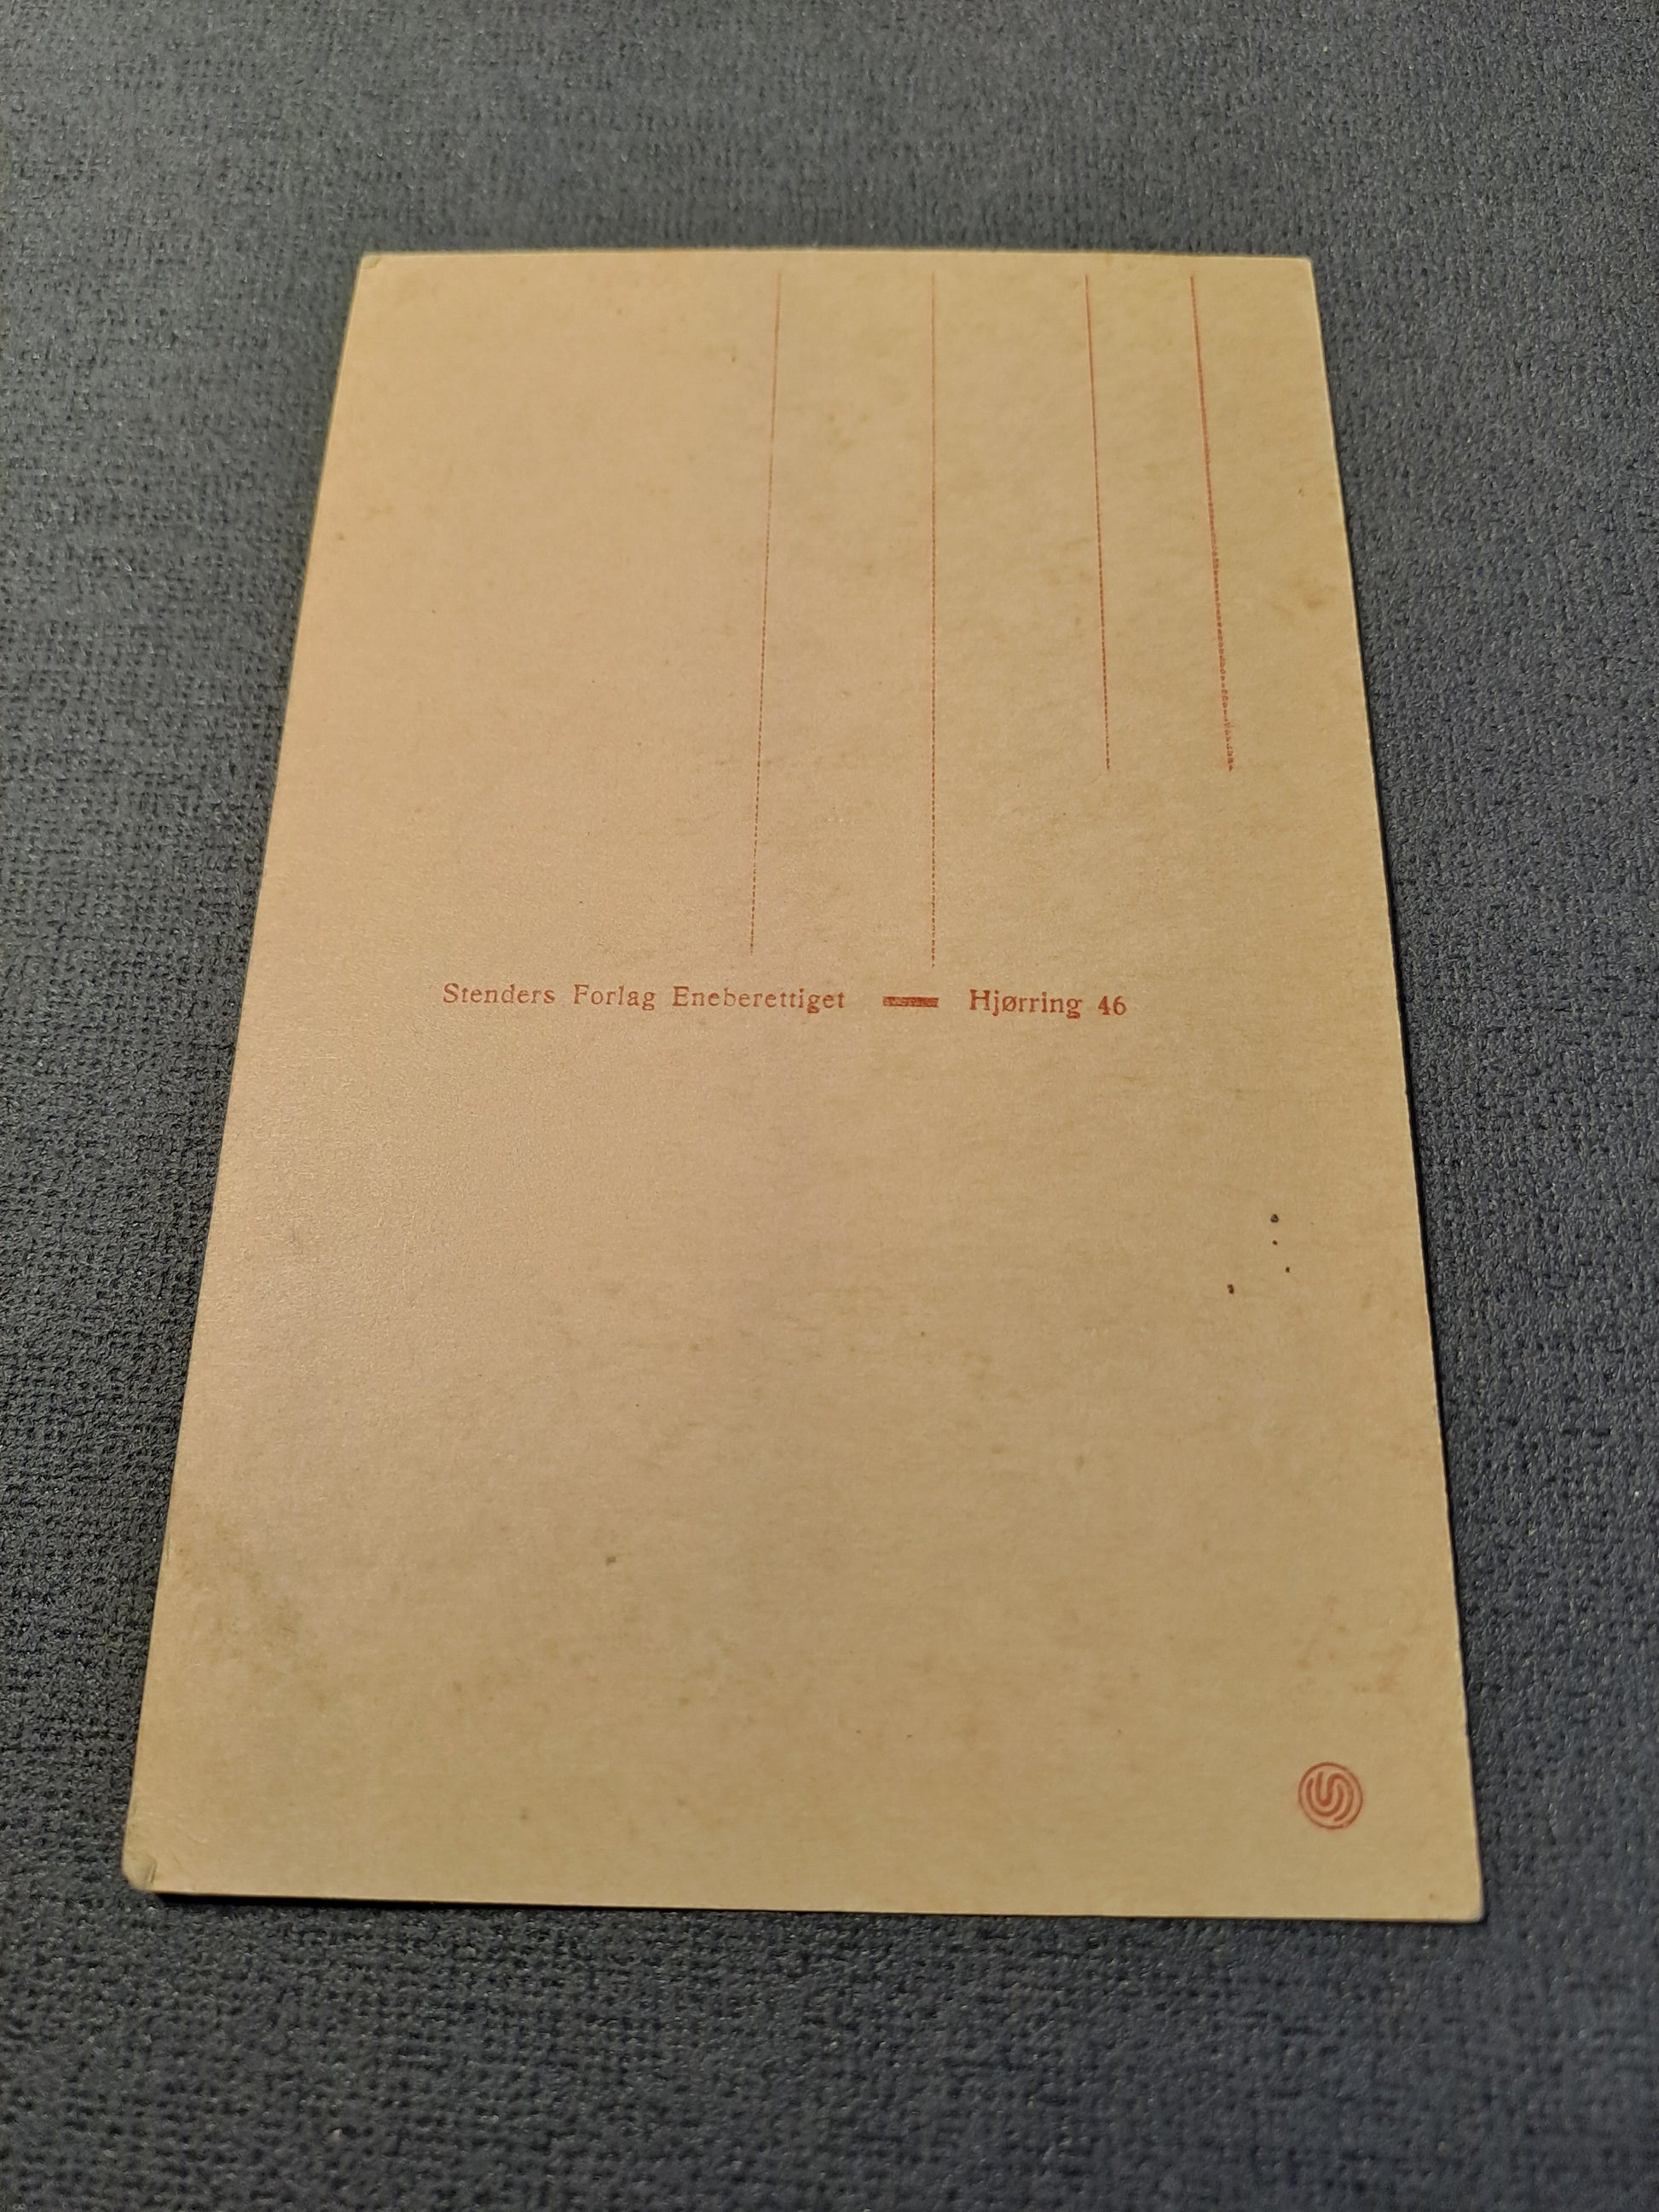 Stenders Forlag Eneberettiget — Hjørring 46